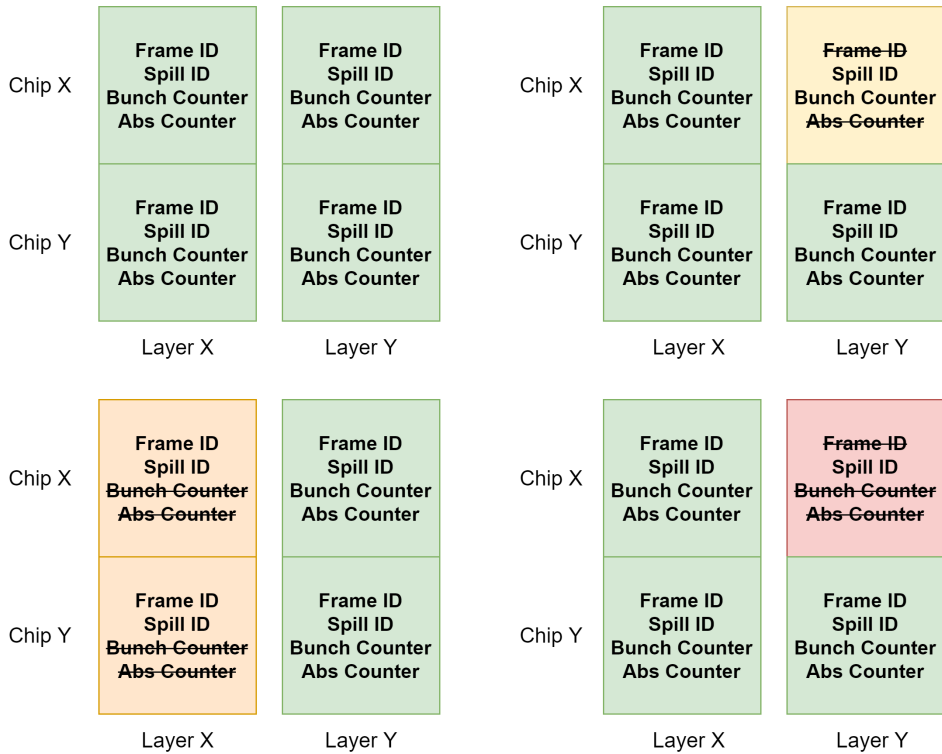 Chip X
Frame ID
Spill ID
Bunch Counter
Abs Counter
Frame ID
Spill ID
Bunch Counter
Abs Counter
Chip Y
Frame ID
Spill ID
Bunch Counter
Abs Counter
Frame ID
Spill ID
Bunch Counter
Abs Counter
Layer X
Layer Y
Chip X
Frame ID
Spill ID
Bunch Counter
Abs Counter
Frame ID
Spill ID
Bunch Counter
Abs Counter
Chip Y
Frame ID
Spill ID
Bunch Counter
Abs Counter
Frame ID
Spill ID
Bunch Counter
Abs Counter
Layer X
Layer Y
Chip X
Frame ID
Spill ID
Bunch Counter
Abs Counter
Frame ID
Spill ID
Bunch Counter
Abs Counter
Chip Y
Frame ID
Spill ID
Bunch Counter
Abs Counter
Frame ID
Spill ID
Bunch Counter
Abs Counter
Layer X
Layer Y
Chip X
Frame ID
Spill ID
Bunch Counter
Abs Counter
Frame ID
Spill ID
Bunch Counter
Abs Counter
Chip Y
Frame ID
Spill ID
Bunch Counter
Abs Counter
Frame ID
Spill ID
Bunch Counter
Abs Counter
Layer X
Layer Y